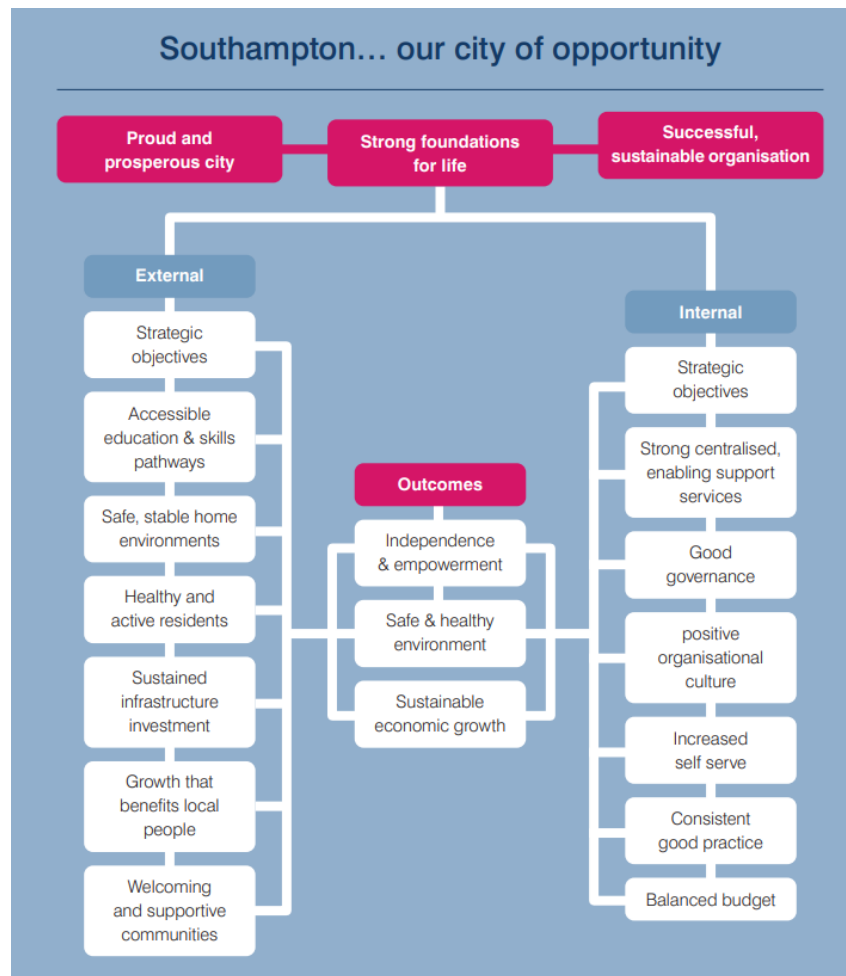 Southampton… our city of opportunity
Proud and
prosperous city
Strong foundations
for life
Successful,
sustainable organisation
External
Strategic
objectives
Accessible
education & skills
pathways
Safe, stable home
environments
Healthy and
active residents
Sustained
infrastructure
investment
Growth that
benefits local
people
Welcoming
and supportive
communities
Outcomes
Independence
& empowerment
Safe & healthy
environment
Sustainable
economic growth
Internal
Strategic
objectives
Strong centralised,
enabling support
services
Good
governance
positive
organisational
culture
Increased
self serve
Consistent
good practice
Balanced budget